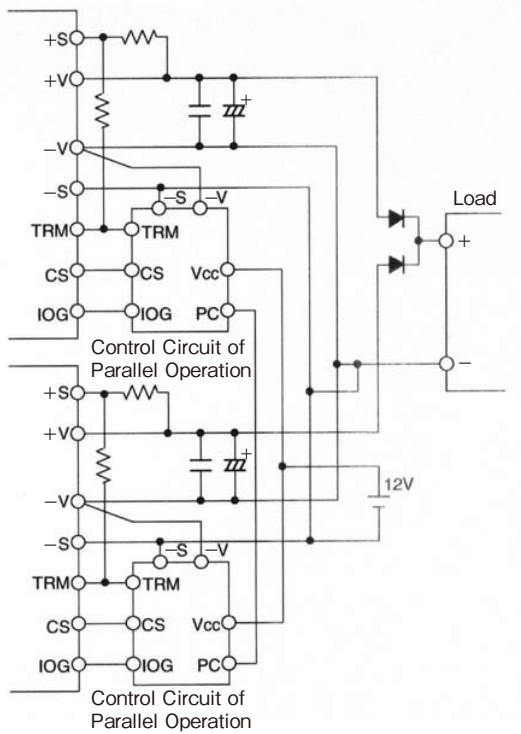 +S
+V
+
−V
−S
−S −V
Load
TRM TRM
+
CS CS Vcc
IOG IOG PC
Control Circuit of
Parallel Operation
−
+S
+V
+
12V
−V
−S
−S −V
TRM TRM
CS CS Vcc
IOG IOG PC
Control Circuit of
Parallel Operation